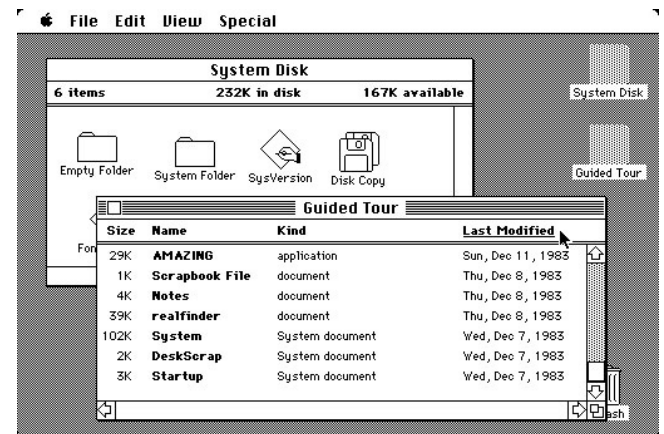 File Edit View Special
System Disk
6 items 232K in disk 167K available
System Disk
Empty Folder System Folder SysVersion Disk Copy
Guided Tour
Guided Tour
Size Name Kind Last Modified
Fon
29K AMAZING application Sun, Dec 11, 1983
1K Scrapbook File document Thu, Dec 8, 1983
4K Notes document Thu, Dec 8, 1983
39K realfinder document Thu, Dec 8, 1983
102K System System document Wed, Dec 7, 1983
2K DeskScrap System document Wed, Dec 7, 1983
3K Startup System document Wed, Dec 7, 1983
ash